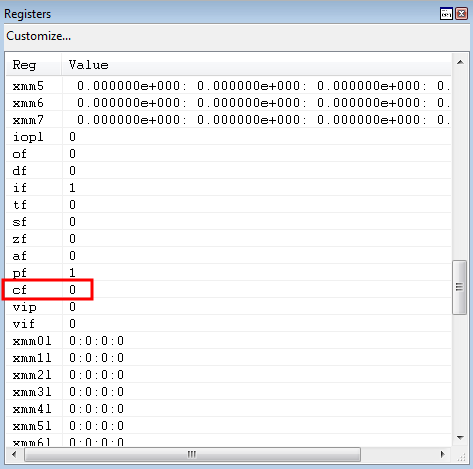 Registers
Customize...
Reg Value
xmm5 0.000000e+000: 0.000000e+000: 0.000000e+000: 0.
xmm6 0.000000e+000: 0.000000e+000: 0.000000e+000: 0.
xmm7 0.000000e+000: 0.000000e+000: 0.000000e+000: 0.
iopl 0
of 0
df 0
if 1
tf 0
sf 0
zf 0
af 0
pf 1
cf 0
vip 0
vif 0
xmm0l 0:0:0:0
xmm1l 0:0:0:0
xmm2l 0:0:0:0
xmm3l 0:0:0:0
xmm4l 0:0:0:0
xmm5l 0:0:0:0
xmm6l 0:0:0:0